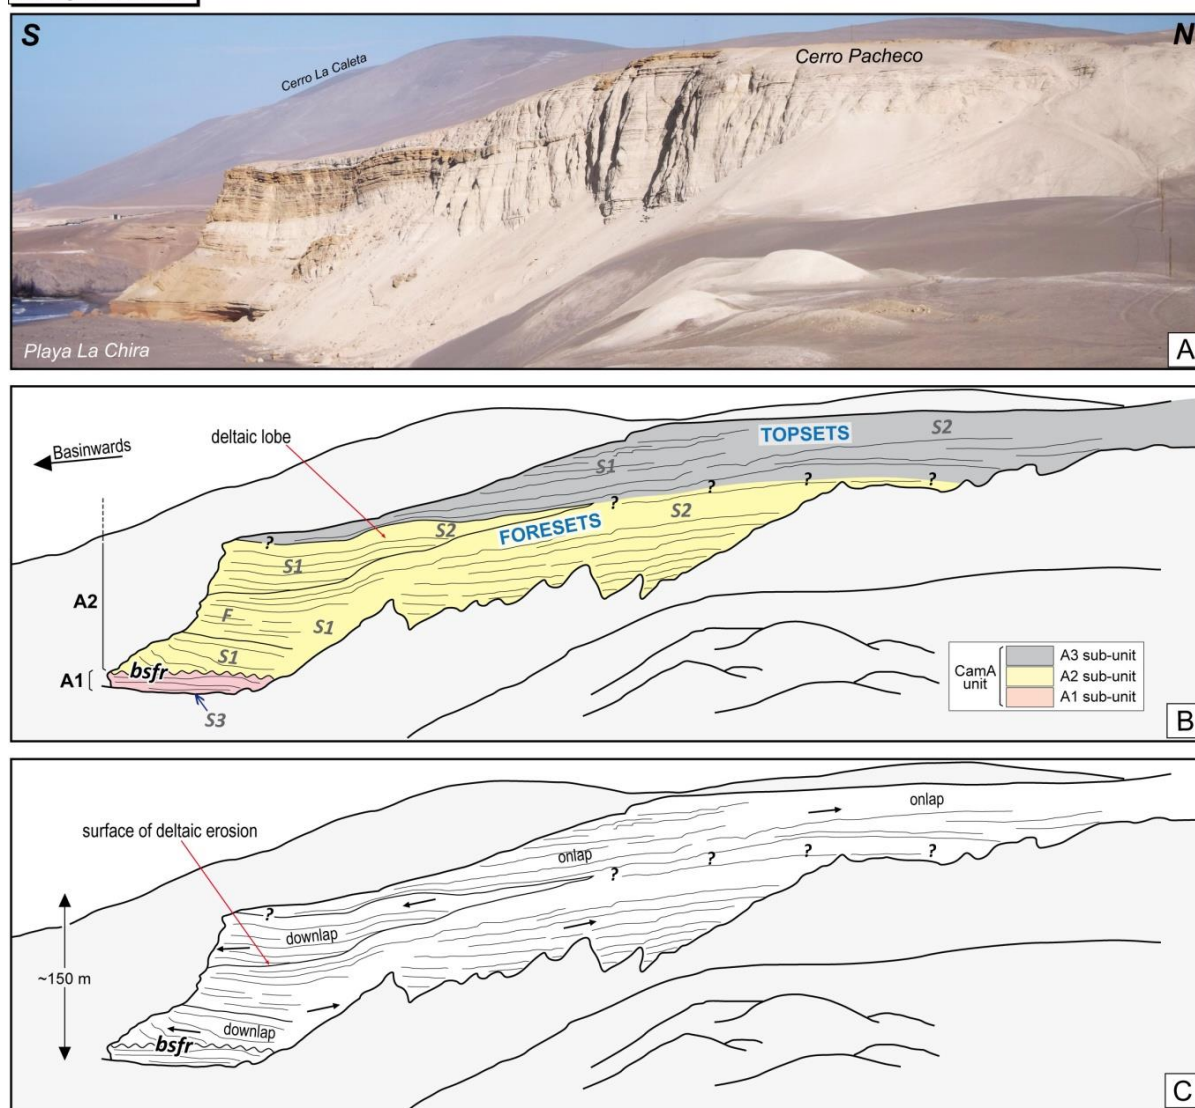 S
N
Cerro La Caleta
Cerro Pacheco
Playa La Chira
A
Basinwards
deltaic lobe
TOPSETS
S2
S1
?
?
?
?
S2
FORESETS
S2
?
S1
A2
F
S1
S1
bsfr
A1
S3
CamA
unit
A3 sub-unit
A2 sub-unit
A1 sub-unit
B
onlap
surface of deltaic erosion
onlap
?
?
?
?
?
downlap
~150 m
downlap
bsfr
C